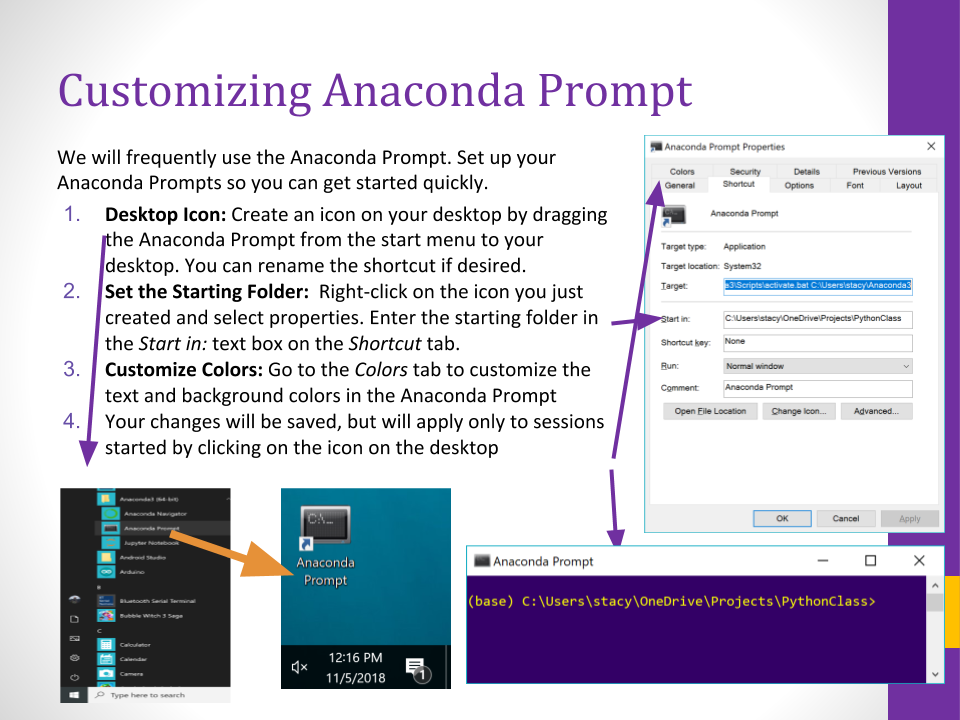 Customizing Anaconda Prompt
We will frequently use the Anaconda Prompt. Set up your
Anaconda Prompts so you can get started quickly.
1. Desktop Icon: Create an icon on your desktop by dragging
the Anaconda Prompt from the start menu to your
desktop. You can rename the shortcut if desired.
2. Set the Starting Folder: Right-click on the icon you just
created and select properties. Enter the starting folder in
the Start in: text box on the Shortcut tab.
3. Customize Colors: Go to the Colors tab to customize the
text and background colors in the Anaconda Prompt
4. Your changes will be saved, but will apply only to sessions
started by clicking on the icon on the desktop
Anaconda Prompt Properties
Colors Security Details Previous Versions
General Shortcut Options Font Layout
Anaconda Prompt
Target type: Application
Target location: System32
Target: a3\Scripts\activate.bat C:\Users\stacy\Anaconda3
Start in: C:\Users\stacy\OneDrive\Projects\PythonClass
Shortcut key: None
Run: Normal window
Comment: Anaconda Prompt
Open File Location Change Icon... Advanced...
OK Cancel Apply
Anaconda3 (64-bit)
Anaconda Navigator
Anaconda Prompt
Jupyter Notebook
Android Studio
Arduino
B
Bluetooth Serial Terminal
Bubble Witch 3 Saga
C
Calculator
Calendar
Camera
Type here to search
C:\_
Anaconda
Prompt
12:16 PM
11/5/2018
1
Anaconda Prompt
(base) C:\Users\stacy\OneDrive\Projects\PythonClass>